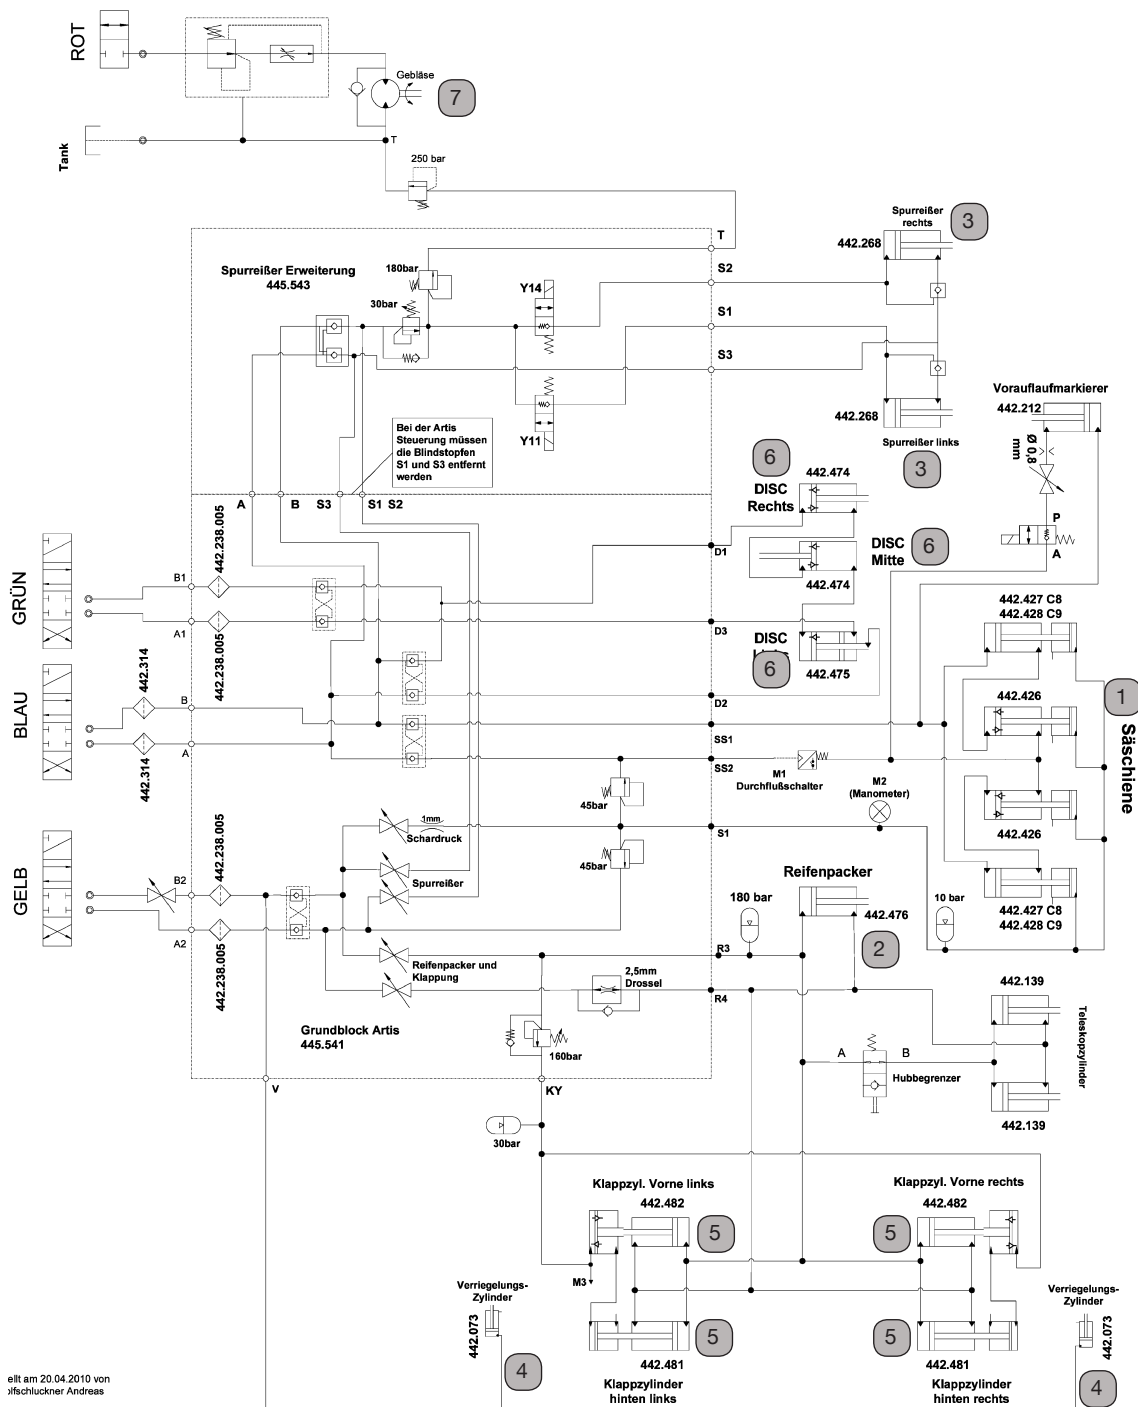 ROT
Tank
Gebläse
7
T
250 bar
T
S2
S1
S3
Spurreißer Erweiterung
445.543
180bar
30bar
Y14
Y11
Bei der Artis
Steuerung müssen
die Blindstopfen
S1 und S3 entfernt
werden
Spurreißer
rechts
3
442.268
442.268
Spurreißer links
3
Vorauflaufmarkierer
442.212
Ø 0,8
mm
P
A
A
B
S3
S1
S2
6
442.474
DISC
Rechts
DISC
Mitte
6
442.474
DISC
6
442.475
D1
D3
D2
SS1
SS2
S1
GRÜN
B1
A1
442.238.005
442.238.005
BLAU
442.314
442.314
B
A
GELB
B2
A2
442.238.005
442.238.005
442.427 C8
442.428 C9
442.426
1
Säschiene
442.426
442.427 C8
442.428 C9
M1
Durchflußschalter
M2
(Manometer)
45bar
45bar
1mm
Schardruck
Spurreißer
Reifenpacker und
Klappung
2,5mm
Drossel
Grundblock Artis
445.541
160bar
R3
R4
180 bar
Reifenpacker
442.476
2
10 bar
442.139
Teleskopzylinder
442.139
A
B
Hubbegrenzer
V
KY
30bar
Klappzyl. Vorne links
442.482
5
Klappzyl. Vorne rechts
442.482
5
M3
5
442.481
Klappzylinder
hinten links
5
442.481
Klappzylinder
hinten rechts
Verriegelungs-
Zylinder
442.073
4
Verriegelungs-
Zylinder
442.073
4
ellt am 20.04.2010 von
olfschluckner Andreas